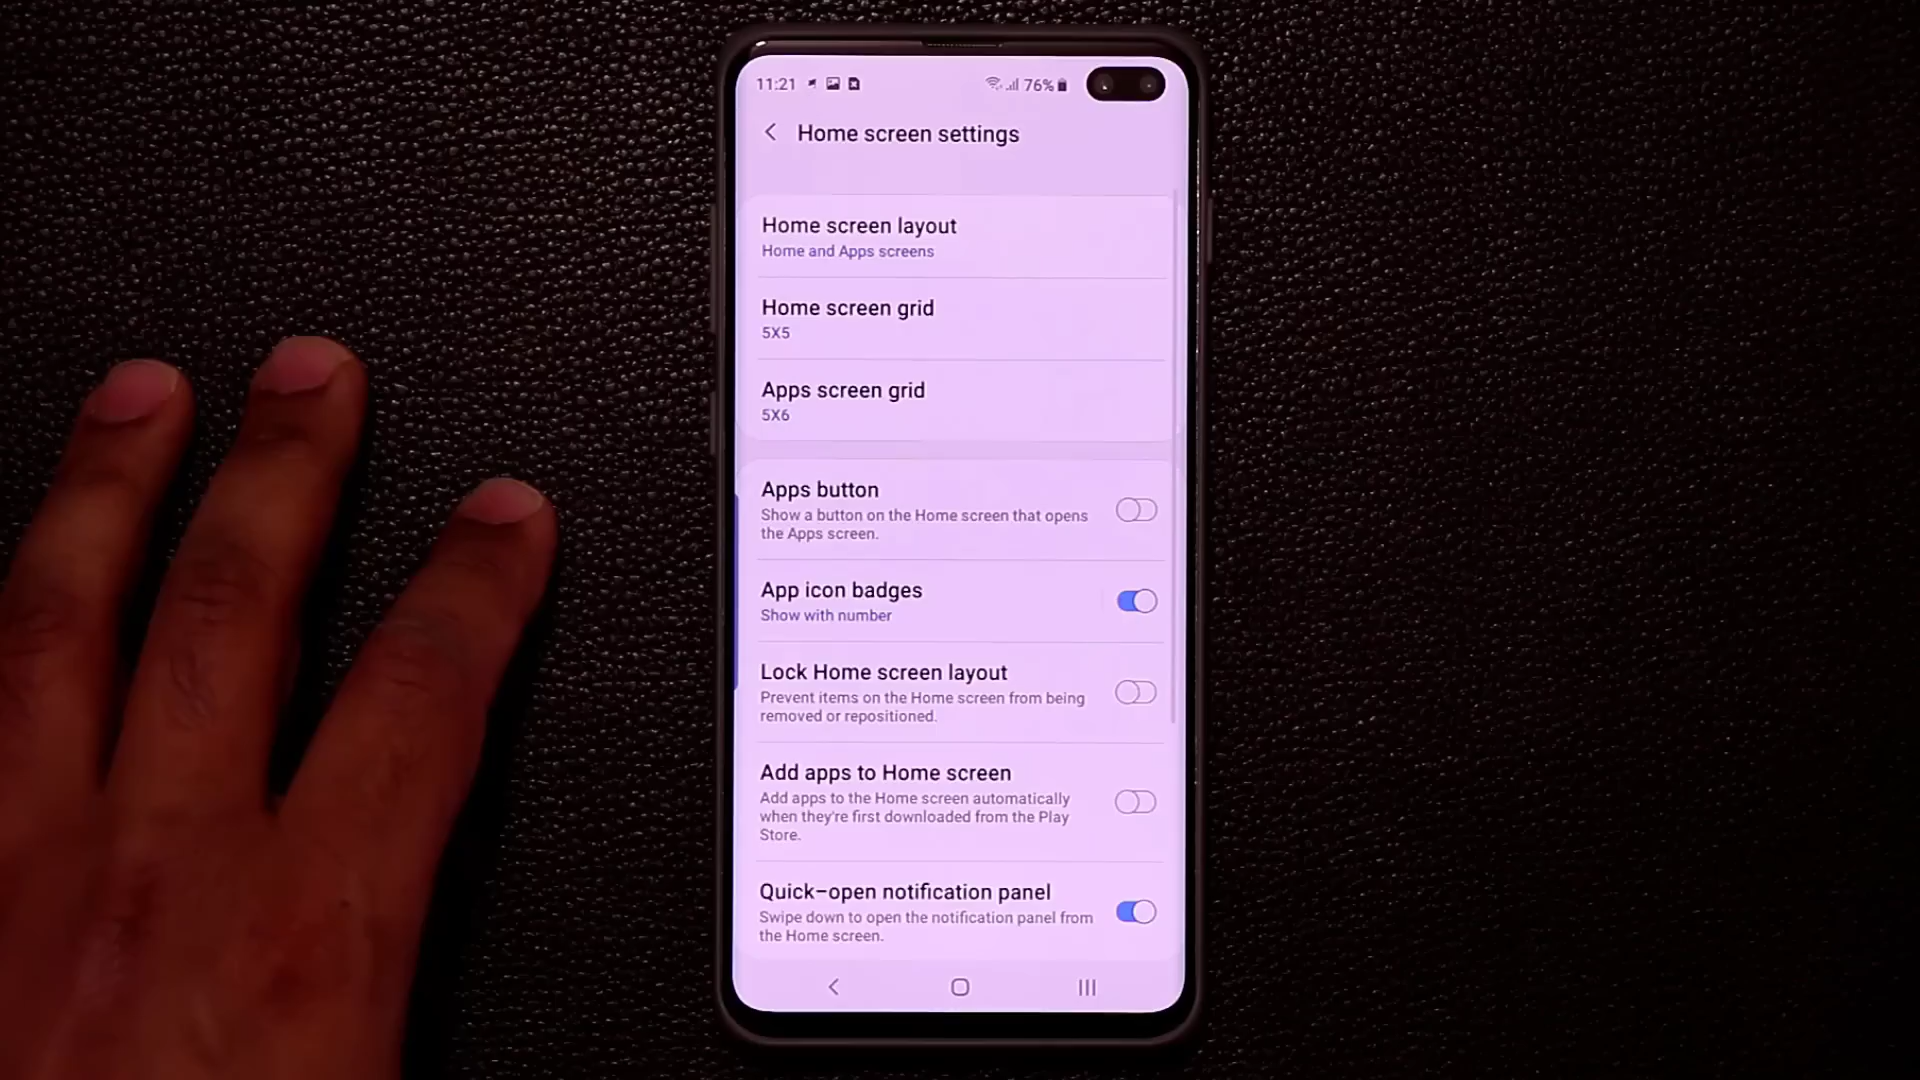 11:21
76%
Home screen settings
Home screen layout
Home and Apps screens
Home screen grid
5X5
Apps screen grid
5X6
Apps button
Show a button on the Home screen that opens
the Apps screen.
App icon badges
Show with number
Lock Home screen layout
Prevent items on the Home screen from being
removed or repositioned.
Add apps to Home screen
Add apps to the Home screen automatically
when they're first downloaded from the Play
Store.
Quick-open notification panel
Swipe down to open the notification panel from
the Home screen.